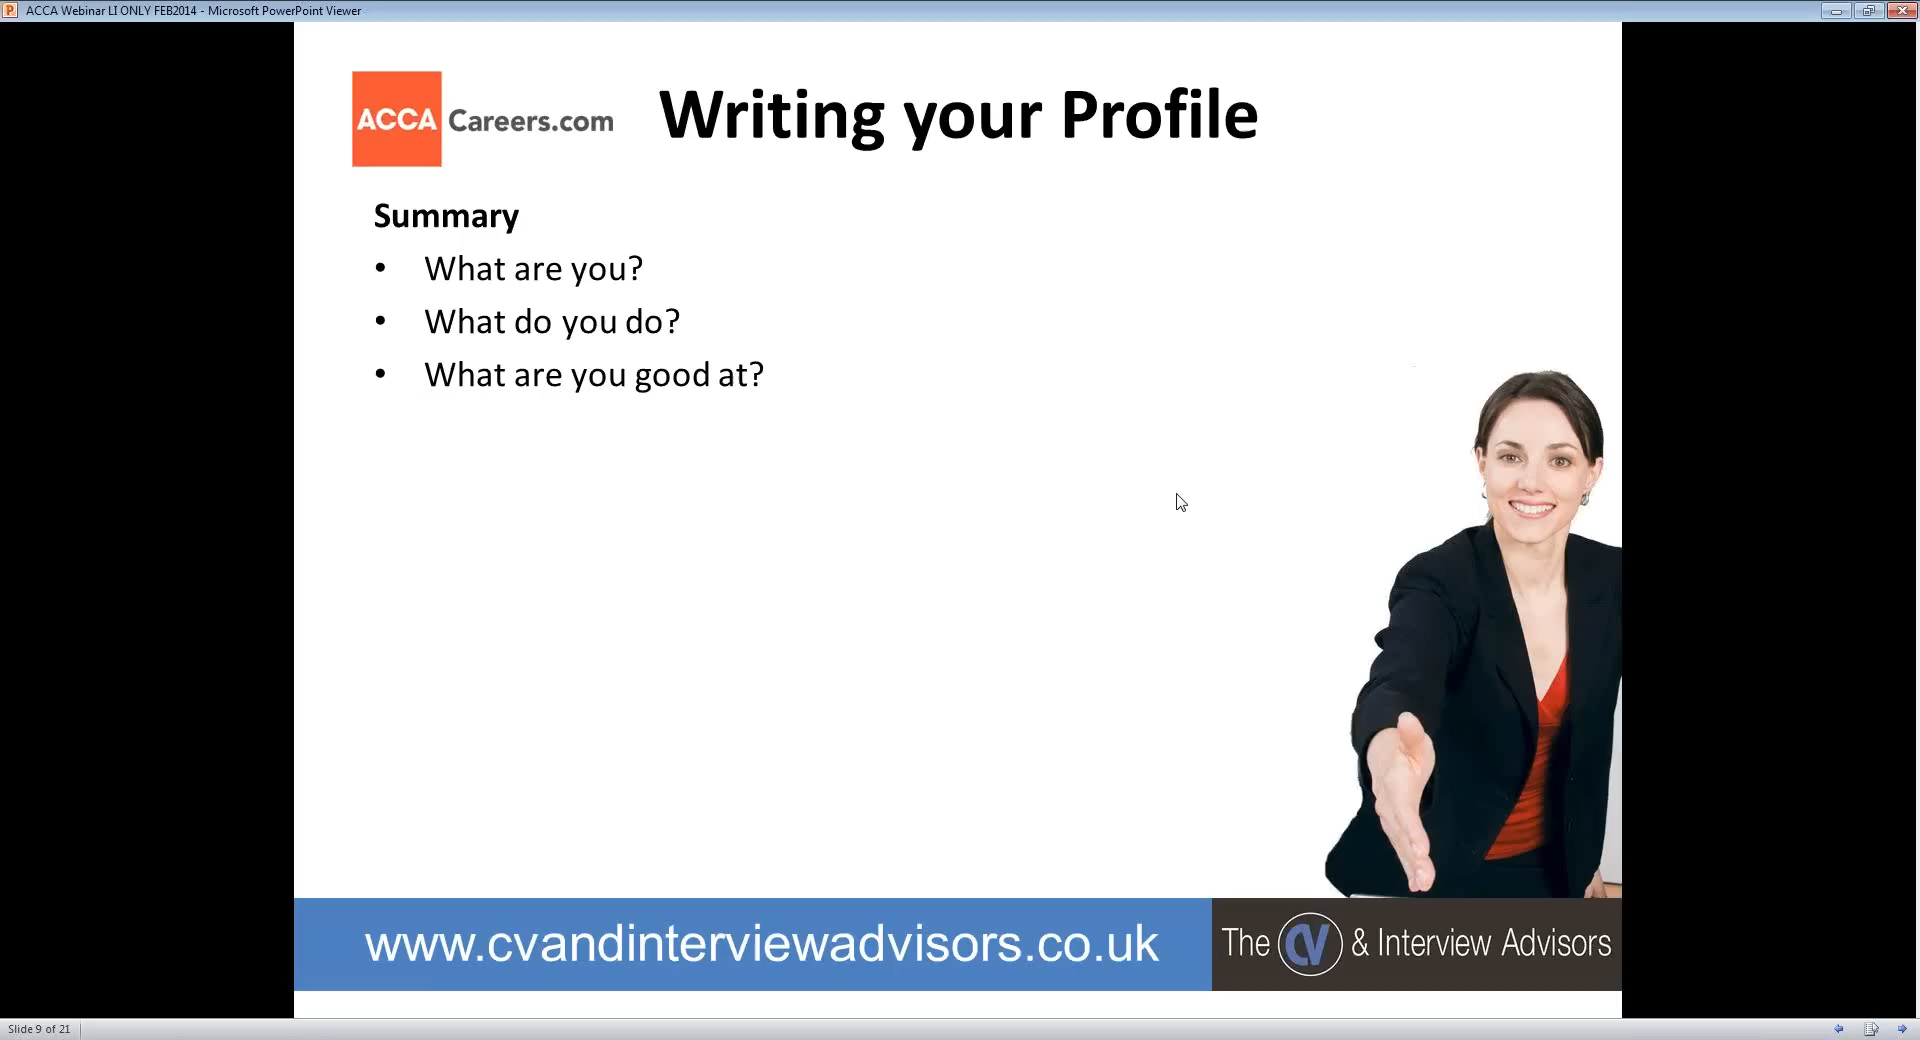 ACCA Webinar LI ONLY FEB2014 - Microsoft PowerPoint Viewer
ACCA Careers.com
Writing your Profile
Summary
• What are you?
• What do you do?
• What are you good at?
www.cvandinterviewadvisors.co.uk
The CV & Interview Advisors
Slide 9 of 21